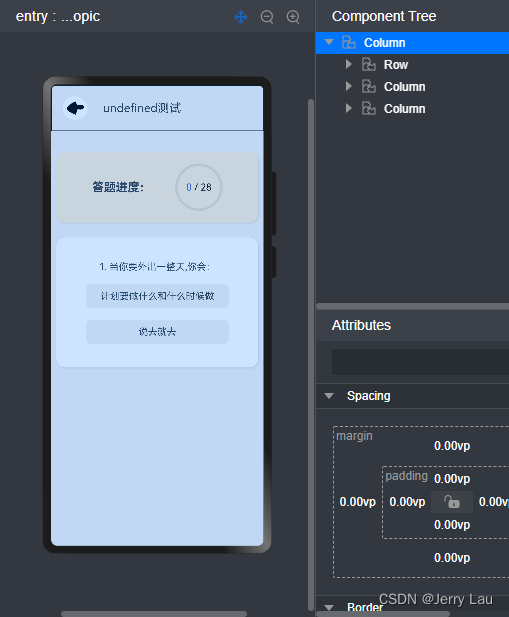 entry : ...opic
Component Tree
Column
Row
Column
Column
undefined测试
答题进度：
0 / 28
1. 当你要外出一整天,你会：
计划要做什么和什么时候做
说去就去
Attributes
Spacing
margin
0.00vp
padding
0.00vp
0.00vp
0.00vp
0.00vp
0.00vp
0.00vp
Border
CSDN @Jerry Lau